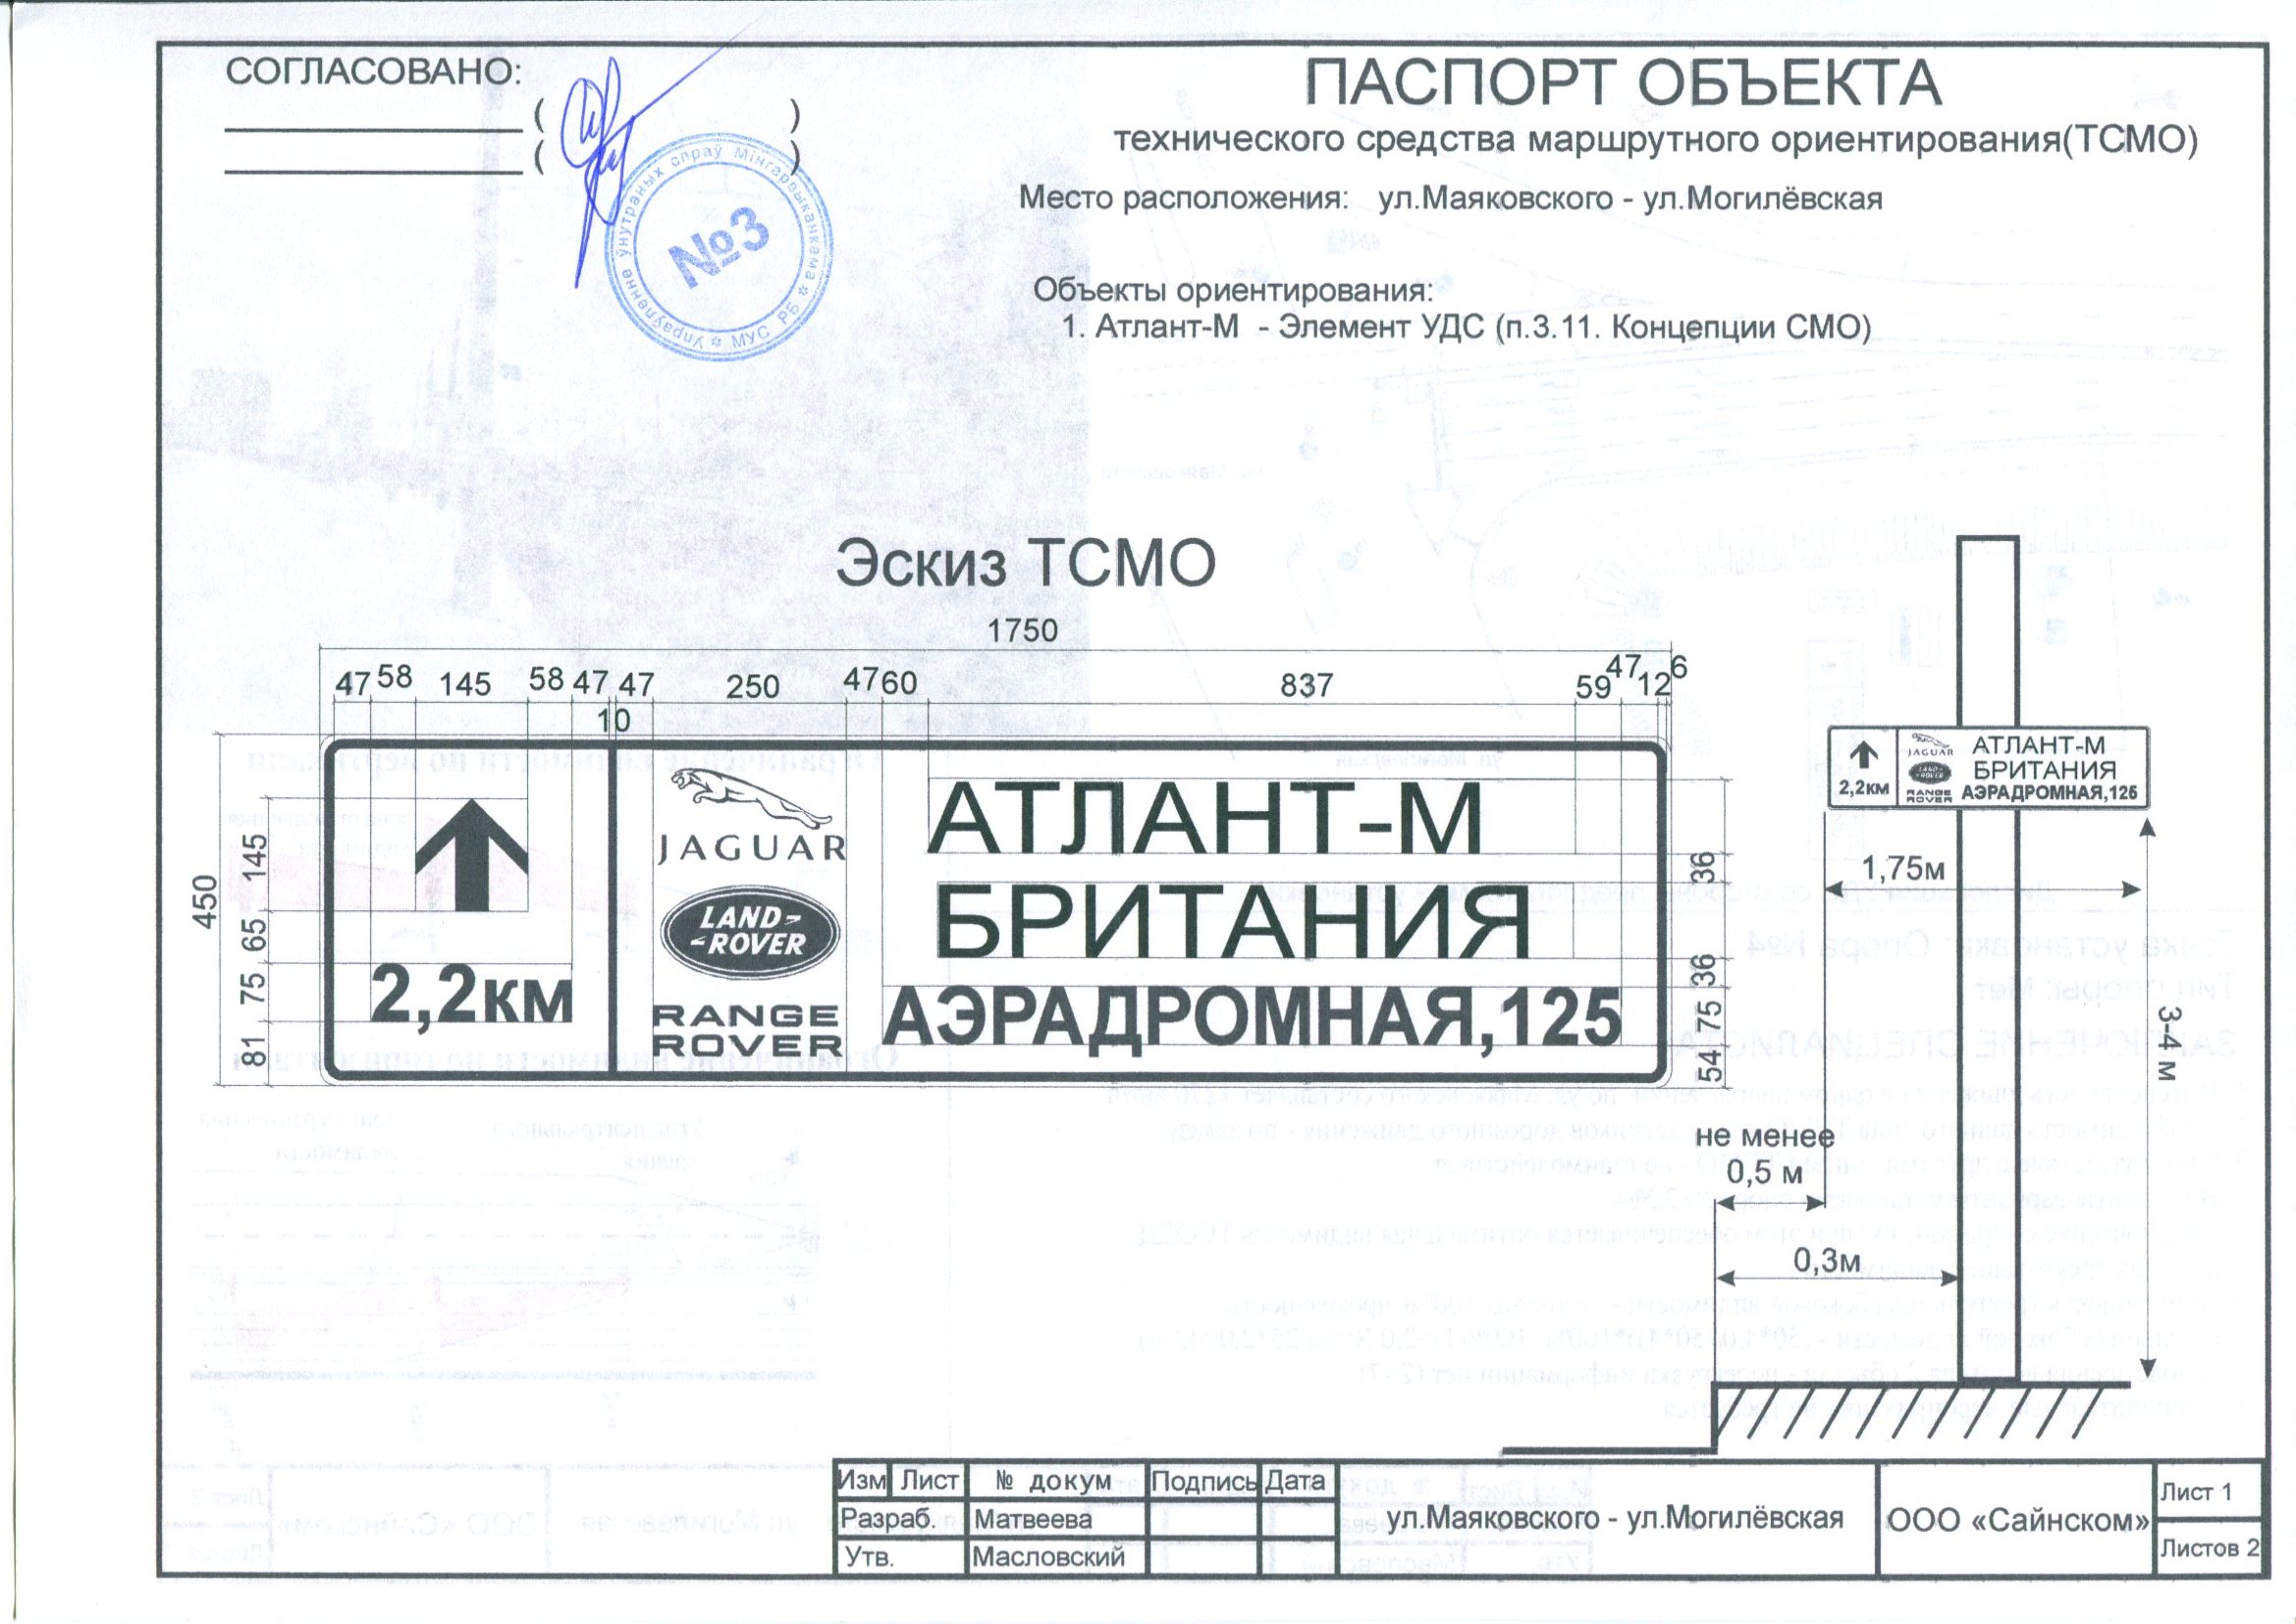 СОГЛАСОВАНО:
( )
( )
Упраўленне ўнутраных спраў Мінгарвыканкама
МУС РБ
№3
ПАСПОРТ ОБЪЕКТА
технического средства маршрутного ориентирования(ТСМО)
Место расположения: ул.Маяковского - ул.Могилёвская
Объекты ориентирования:
1. Атлант-М - Элемент УДС (п.3.11. Концепции СМО)
Эскиз ТСМО
1750
47 58 145 58 47 47 250 47 60 837 59 47 12 6
10
450
145
65
75
81
2,2км
JAGUAR
LAND-
-ROVER
RANGE
ROVER
АТЛАНТ-М
БРИТАНИЯ
АЭРАДРОМНАЯ,125
36
36
75
54
2,2км
JAGUAR
LAND-
-ROVER
RANGE
ROVER
АТЛАНТ-М
БРИТАНИЯ
АЭРАДРОМНАЯ,125
1,75м
3-4 м
не менее
0,5 м
0,3м
Изм Лист № докум Подпись Дата
Разраб. Матвеева
Утв. Масловский
ул.Маяковского - ул.Могилёвская
ООО «Сайнском»
Лист 1
Листов 2